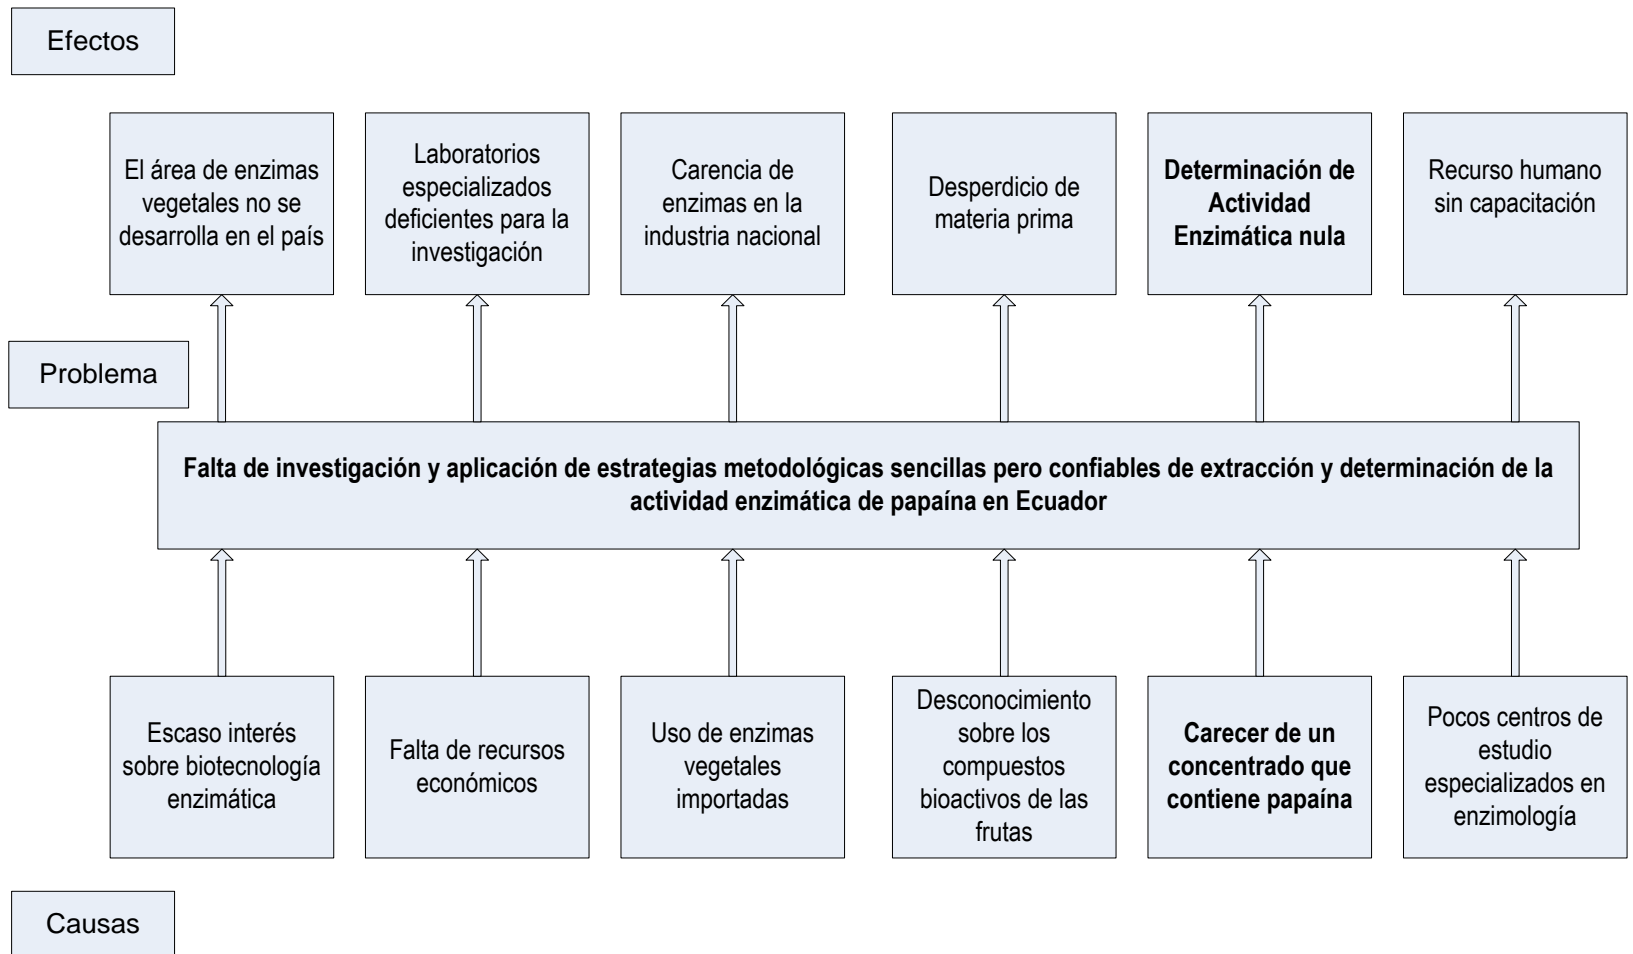 Efectos
El área de enzimas
vegetales no se
desarrolla en el país
Laboratorios
especializados
deficientes para la
investigación
Carencia de
enzimas en la
industria nacional
Desperdicio de
materia prima
Determinación de
Actividad
Enzimática nula
Recurso humano
sin capacitación
Problema
Falta de investigación y aplicación de estrategias metodológicas sencillas pero confiables de extracción y determinación de la
actividad enzimática de papaína en Ecuador
Escaso interés
sobre biotecnología
enzimática
Falta de recursos
económicos
Uso de enzimas
vegetales
importadas
Desconocimiento
sobre los
compuestos
bioactivos de las
frutas
Carecer de un
concentrado que
contiene papaína
Pocos centros de
estudio
especializados en
enzimología
Causas